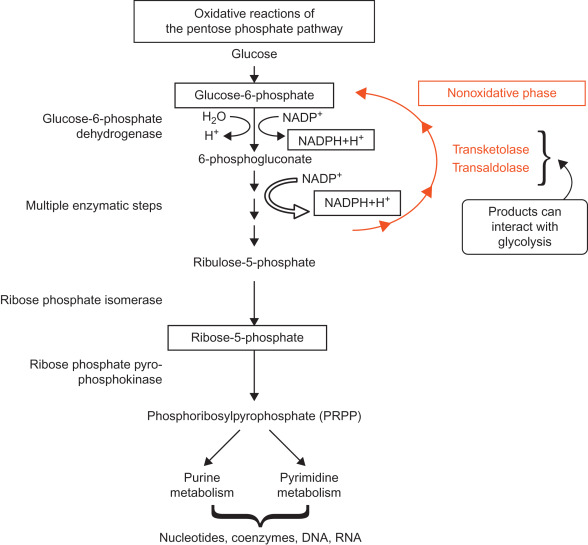 Oxidative reactions of
the pentose phosphate pathway
Glucose
Glucose-6-phosphate
Nonoxidative phase
Glucose-6-phosphate
dehydrogenase
H₂O
NADP⁺
H⁺
NADPH+H⁺
6-phosphogluconate
Transketolase
Transaldolase
NADP⁺
Multiple enzymatic steps
NADPH+H⁺
Products can
interact with
glycolysis
Ribulose-5-phosphate
Ribose phosphate isomerase
Ribose-5-phosphate
Ribose phosphate pyro-
phosphokinase
Phosphoribosylpyrophosphate (PRPP)
Purine
metabolism
Pyrimidine
metabolism
Nucleotides, coenzymes, DNA, RNA